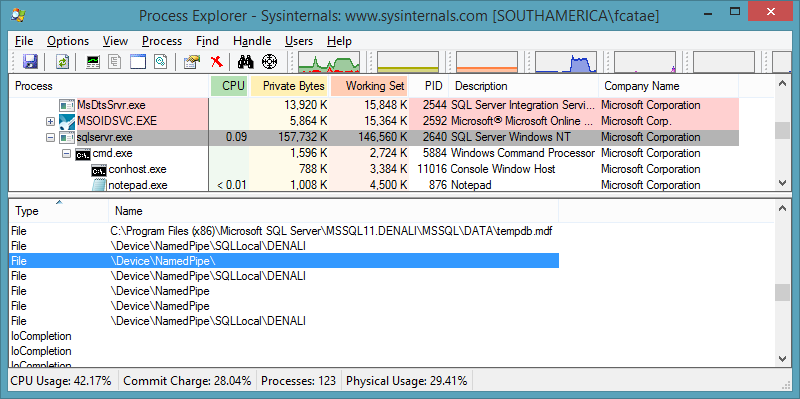 Process Explorer - Sysinternals: www.sysinternals.com [SOUTHAMERICA\fcatae]
File Options View Process Find Handle Users Help
Process CPU Private Bytes Working Set PID Description Company Name
MsDtsSrvr.exe 13,920 K 15,848 K 2544 SQL Server Integration Servi... Microsoft Corporation
MSOIDSVC.EXE 5,864 K 15,364 K 2592 Microsoft® Microsoft Online ... Microsoft Corp.
sqlservr.exe 0.09 157,732 K 146,560 K 2640 SQL Server Windows NT Microsoft Corporation
cmd.exe 1,596 K 2,724 K 5884 Windows Command Processor Microsoft Corporation
conhost.exe 788 K 3,384 K 11016 Console Window Host Microsoft Corporation
notepad.exe < 0.01 1,008 K 4,500 K 876 Notepad Microsoft Corporation
Type Name
File C:\Program Files (x86)\Microsoft SQL Server\MSSQL11.DENALI\MSSQL\DATA\tempdb.mdf
File \Device\NamedPipe\SQLLocal\DENALI
File \Device\NamedPipe\
File \Device\NamedPipe\SQLLocal\DENALI
File \Device\NamedPipe
File \Device\NamedPipe
File \Device\NamedPipe\SQLLocal\DENALI
IoCompletion
IoCompletion
IoCompletion
CPU Usage: 42.17% Commit Charge: 28.04% Processes: 123 Physical Usage: 29.41%